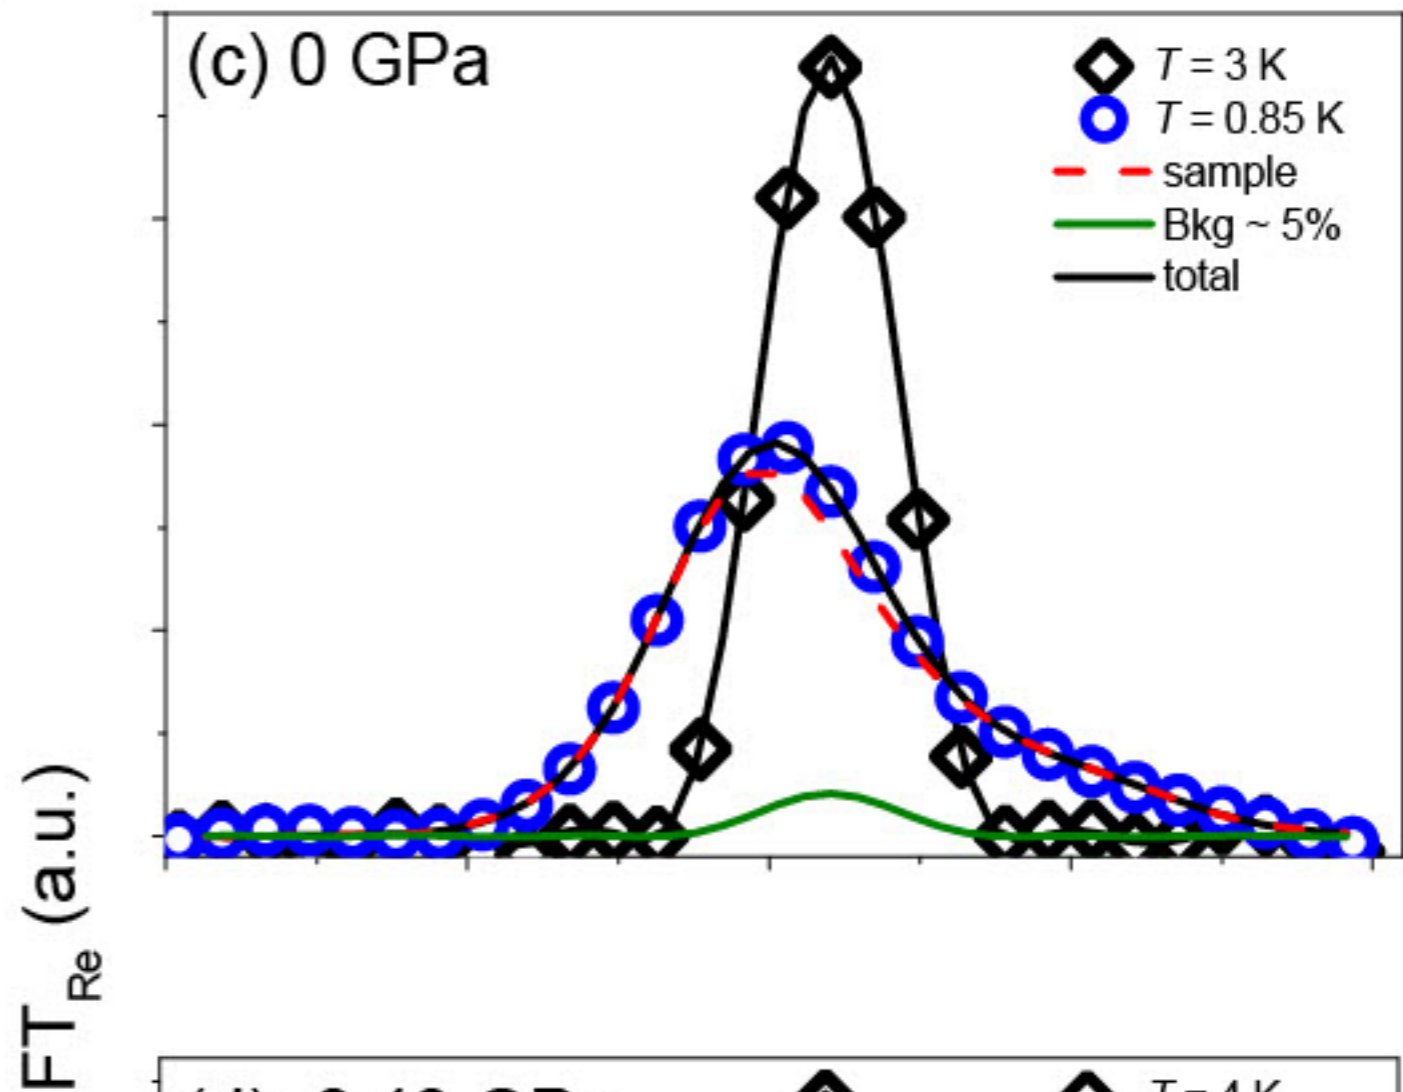 (c) 0 GPa
T = 3 K
T = 0.85 K
sample
Bkg ~ 5%
total
FT_Re (a.u.)